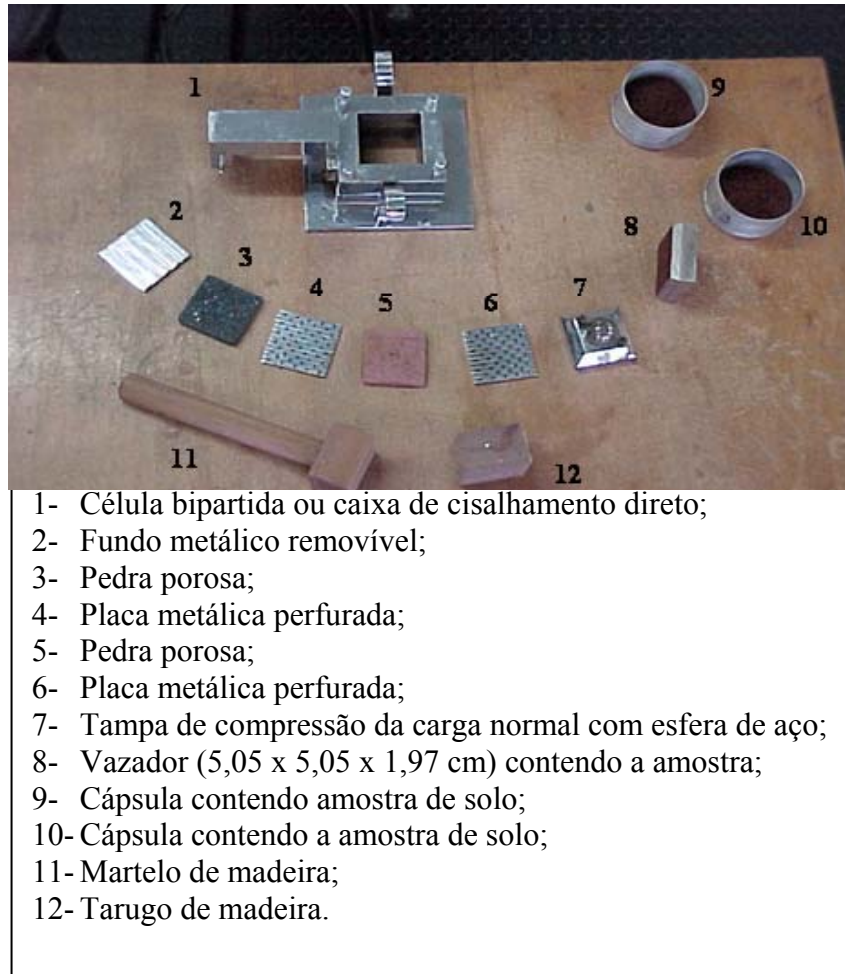 1
2
3
4
5
6
7
8
9
10
11
12
1- Célula bipartida ou caixa de cisalhamento direto;
2- Fundo metálico removível;
3- Pedra porosa;
4- Placa metálica perfurada;
5- Pedra porosa;
6- Placa metálica perfurada;
7- Tampa de compressão da carga normal com esfera de aço;
8- Vazador (5,05 x 5,05 x 1,97 cm) contendo a amostra;
9- Cápsula contendo amostra de solo;
10- Cápsula contendo a amostra de solo;
11- Martelo de madeira;
12- Tarugo de madeira.